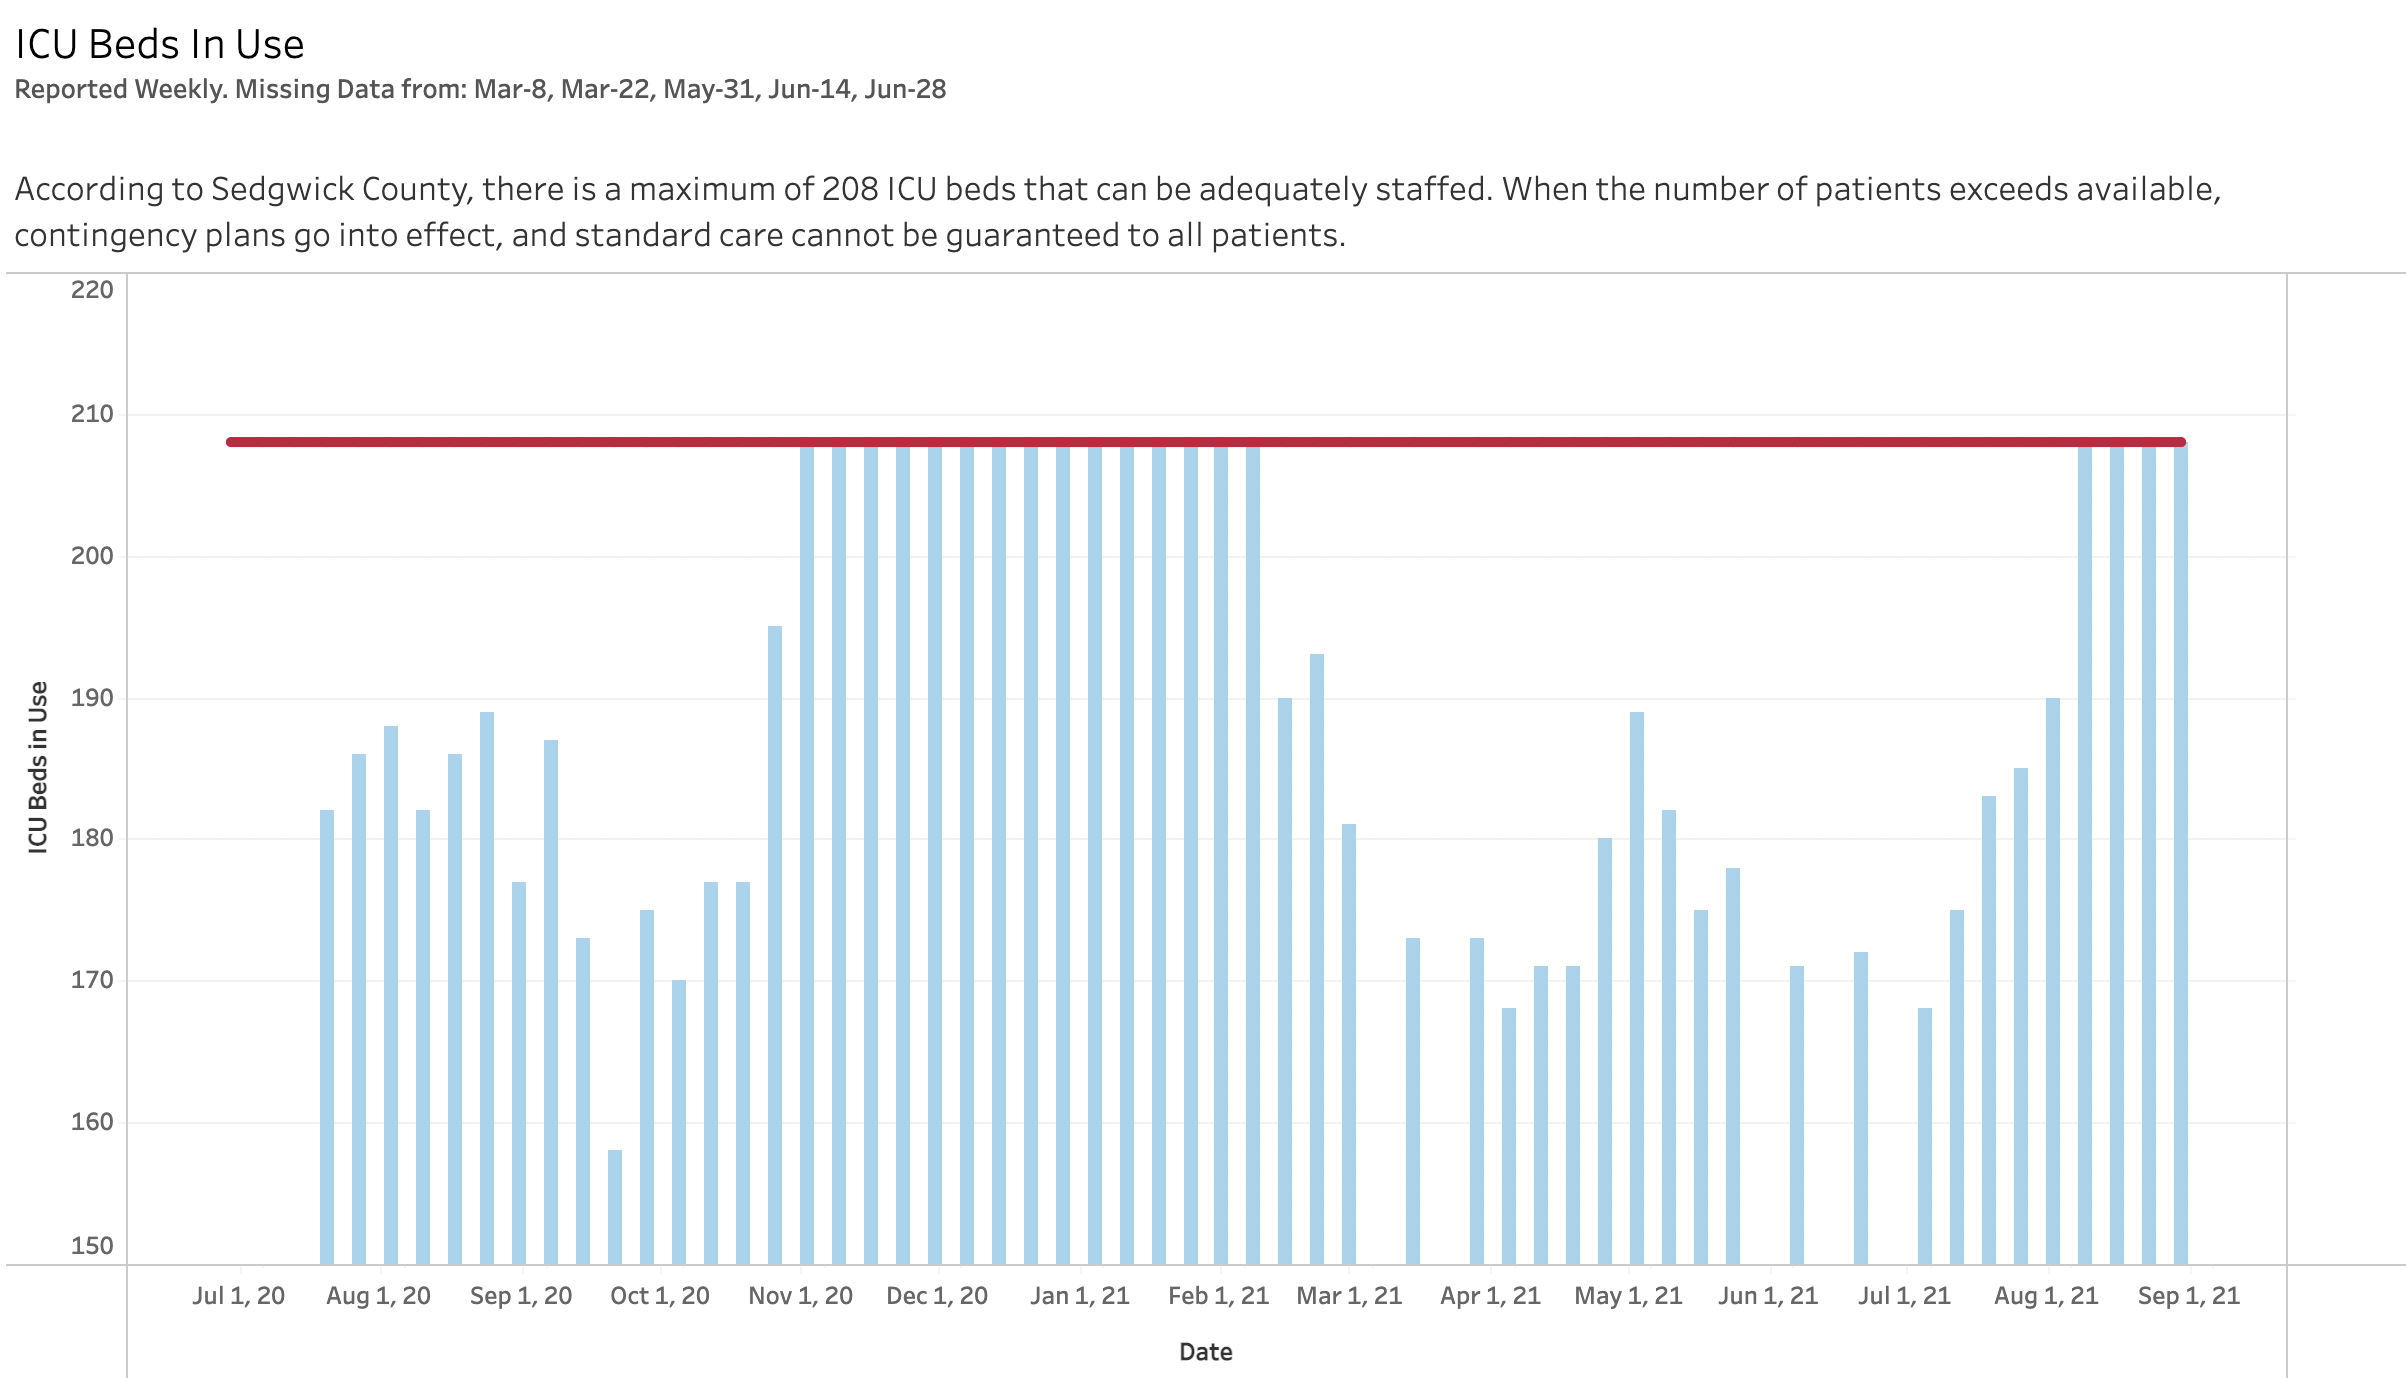 ICU Beds In Use
Reported Weekly. Missing Data from: Mar-8, Mar-22, May-31, Jun-14, Jun-28
According to Sedgwick County, there is a maximum of 208 ICU beds that can be adequately staffed. When the number of patients exceeds available,
contingency plans go into effect, and standard care cannot be guaranteed to all patients.
220
210
200
190
180
170
160
150
ICU Beds in Use
Jul 1, 20
Aug 1, 20
Sep 1, 20
Oct 1, 20
Nov 1, 20
Dec 1, 20
Jan 1, 21
Feb 1, 21
Mar 1, 21
Apr 1, 21
May 1, 21
Jun 1, 21
Jul 1, 21
Aug 1, 21
Sep 1, 21
Date